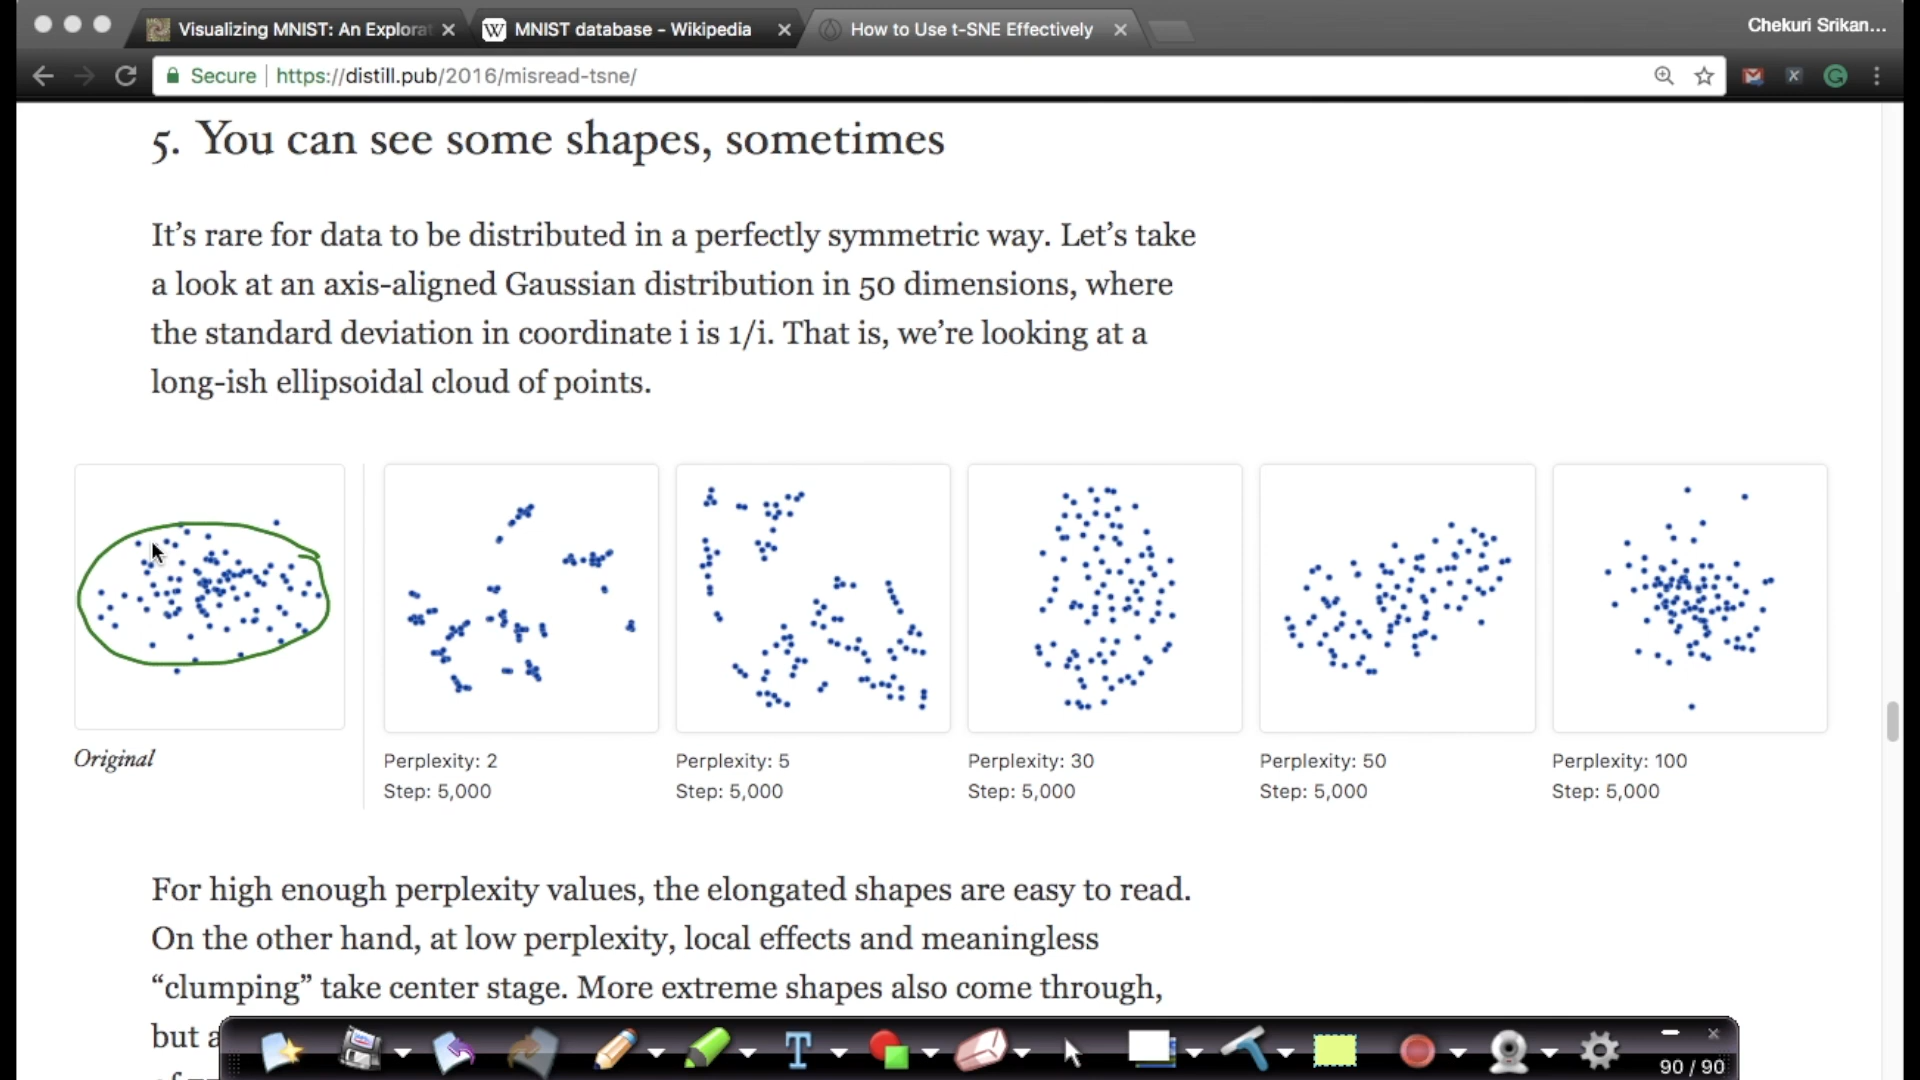 Visualizing MNIST: An Explorat
MNIST database - Wikipedia
How to Use t-SNE Effectively
Chekuri Srikan...
Secure
https://distill.pub/2016/misread-tsne/
5. You can see some shapes, sometimes
It’s rare for data to be distributed in a perfectly symmetric way. Let’s take
a look at an axis-aligned Gaussian distribution in 50 dimensions, where
the standard deviation in coordinate i is 1/i. That is, we’re looking at a
long-ish ellipsoidal cloud of points.
Original
Perplexity: 2
Step: 5,000
Perplexity: 5
Step: 5,000
Perplexity: 30
Step: 5,000
Perplexity: 50
Step: 5,000
Perplexity: 100
Step: 5,000
For high enough perplexity values, the elongated shapes are easy to read.
On the other hand, at low perplexity, local effects and meaningless
“clumping” take center stage. More extreme shapes also come through,
but a
90 / 90